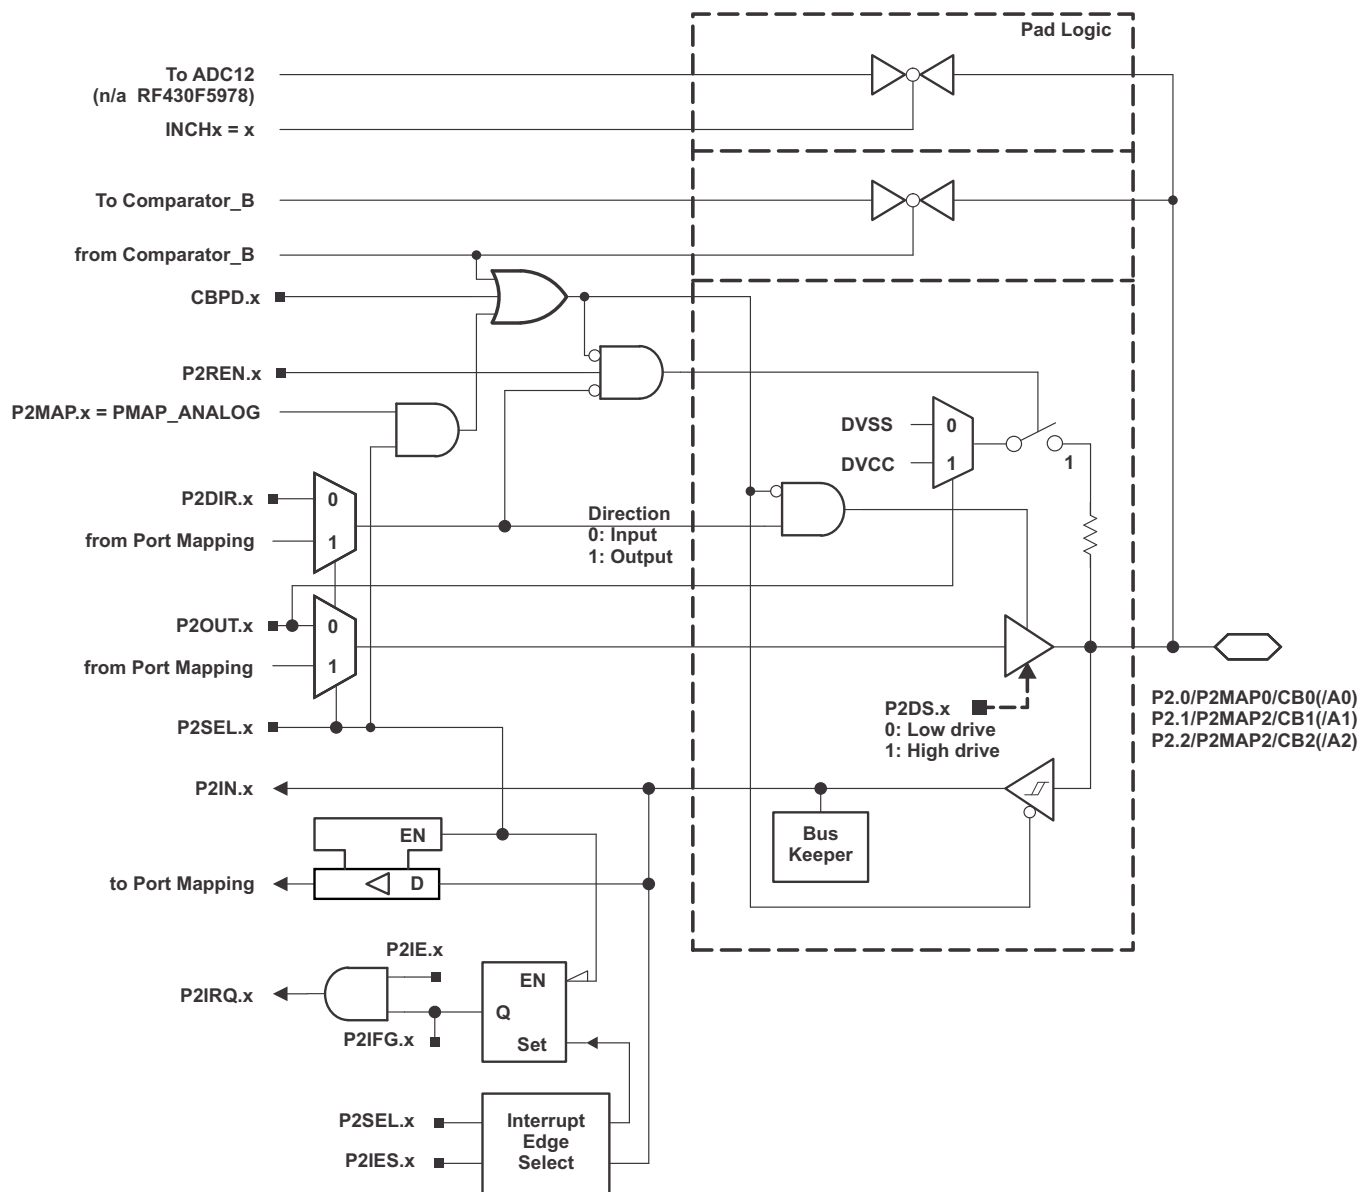 Pad Logic
To ADC12
(n/a RF430F5978)
INCHx = x
To Comparator_B
from Comparator_B
CBPD.x
P2REN.x
P2MAP.x = PMAP_ANALOG
DVSS
0
DVCC
1
1
P2DIR.x
0
Direction
0: Input
1: Output
from Port Mapping
1
P2OUT.x
0
from Port Mapping
1
P2SEL.x
P2DS.x
0: Low drive
1: High drive
P2.0/P2MAP0/CB0(/A0)
P2.1/P2MAP2/CB1(/A1)
P2.2/P2MAP2/CB2(/A2)
P2IN.x
Bus
Keeper
EN
to Port Mapping
D
P2IE.x
P2IRQ.x
EN
Q
P2IFG.x
Set
P2SEL.x
P2IES.x
Interrupt
Edge
Select